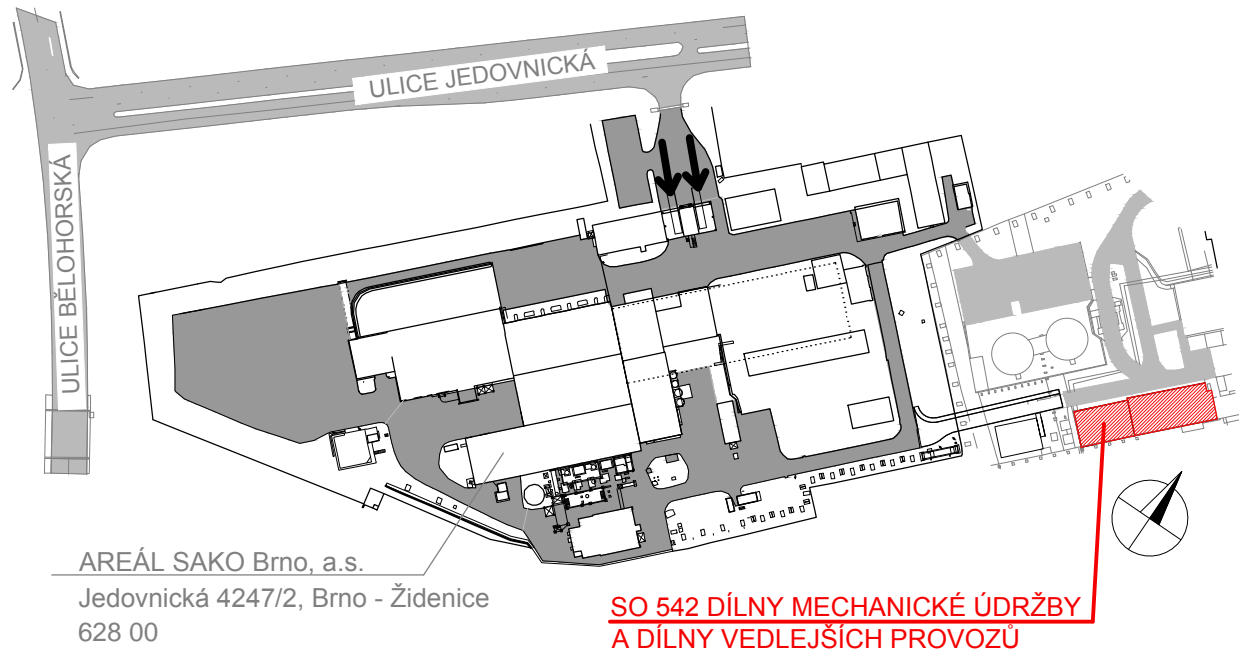 ULICE JEDOVNICKÁ
ULICE BĚLOHORSKÁ
AREÁL SAKO Brno, a.s.
Jedovnická 4247/2, Brno - Židenice
628 00
SO 542 DÍLNY MECHANICKÉ ÚDRŽBY
A DÍLNY VEDLEJŠÍCH PROVOZŮ